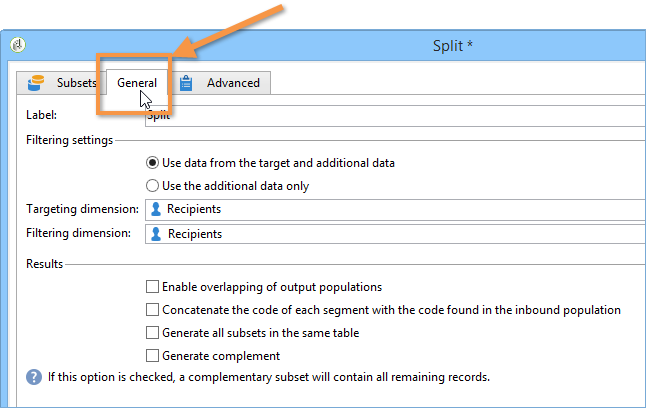 Split *
Subsets General Advanced
Label: Split
Filtering settings
Use data from the target and additional data
Use the additional data only
Targeting dimension: Recipients
Filtering dimension: Recipients
Results
Enable overlapping of output populations
Concatenate the code of each segment with the code found in the inbound population
Generate all subsets in the same table
Generate complement
? If this option is checked, a complementary subset will contain all remaining records.